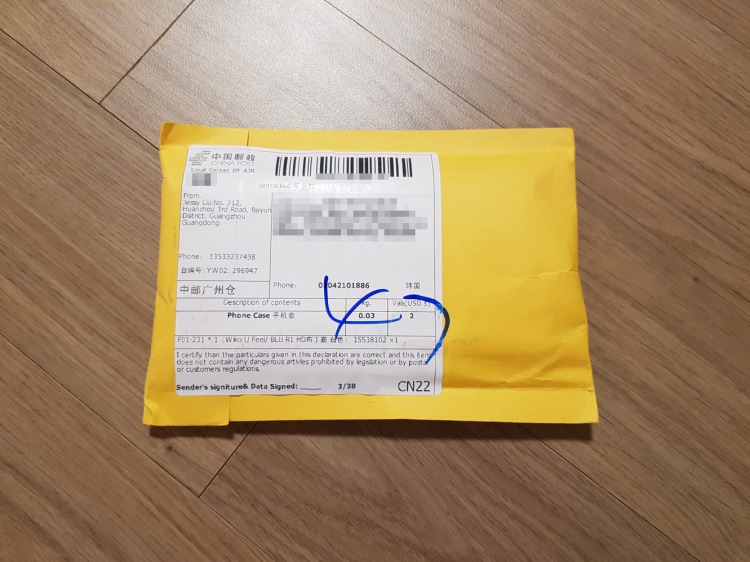 中国邮政
CHINA POST
Small Packet BY AIR
From:
Jessy Liu No. 712,
Huanzhou 3rd Road, Baiyun
District, Guangzhou
Guangdong
Phone: 13533237438
自编号: YW02: 296947
中邮广州仓
Phone: 01042101886 韩国
Description of contents Kg. Val(USD $)
Phone Case 手机套 0.03 2
F01-231 * 1 (Wiko U Feel/ BLU R1 HD布丁套 白色) 15538102 ×1
I certify than the particulars given in this declaration are correct and this item
does not contain any dangerous artivles prohibited by legislation or by posta
or customers regulations.
Sender's signiture& Data Signed: 3/38 CN22